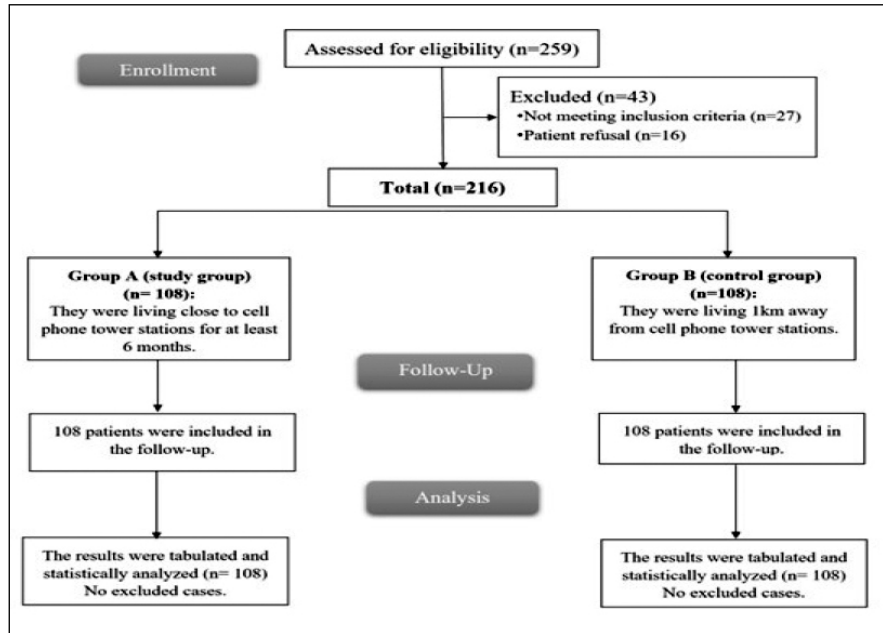 Assessed for eligibility (n=259)
Enrollment
Excluded (n=43)
•Not meeting inclusion criteria (n=27)
•Patient refusal (n=16)
Total (n=216)
Group A (study group)
(n= 108):
They were living close to cell
phone tower stations for at least
6 months.
Group B (control group)
(n=108):
They were living 1km away
from cell phone tower stations.
Follow-Up
108 patients were included in
the follow-up.
108 patients were included in
the follow-up.
Analysis
The results were tabulated and
statistically analyzed (n= 108)
No excluded cases.
The results were tabulated and
statistically analyzed (n= 108)
No excluded cases.